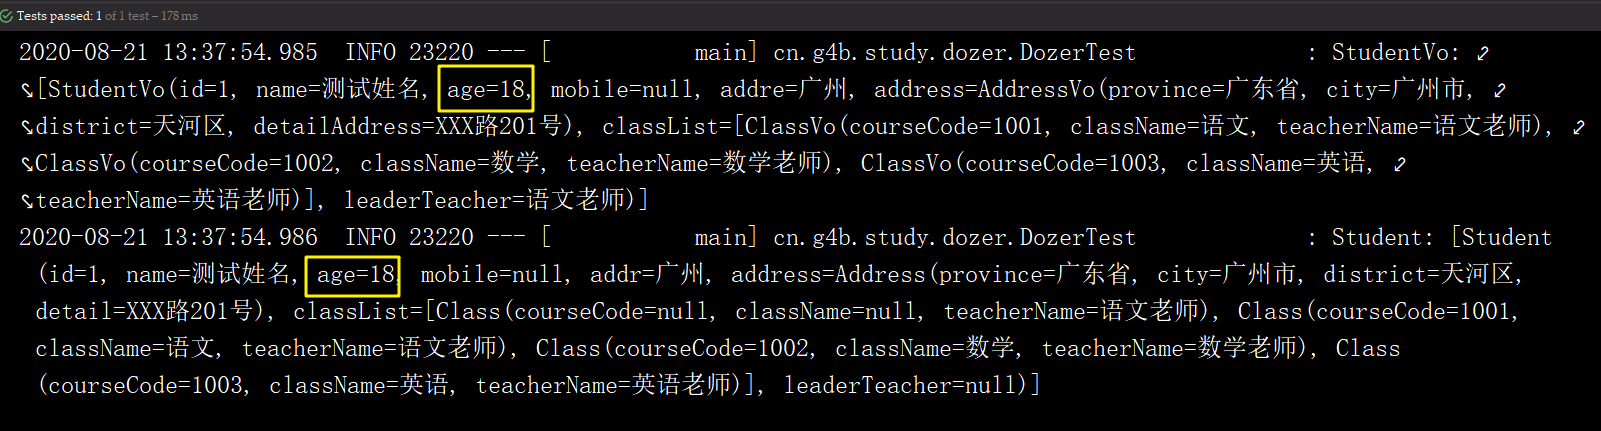 Tests passed: 1 of 1 test – 178 ms
2020-08-21 13:37:54.985  INFO 23220 --- [           main] cn.g4b.study.dozer.DozerTest             : StudentVo:
[StudentVo(id=1, name=测试姓名, age=18, mobile=null, addre=广州, address=AddressVo(province=广东省, city=广州市,
district=天河区, detailAddress=XXX路201号), classList=[ClassVo(courseCode=1001, className=语文, teacherName=语文老师),
ClassVo(courseCode=1002, className=数学, teacherName=数学老师), ClassVo(courseCode=1003, className=英语,
teacherName=英语老师)], leaderTeacher=语文老师)]
2020-08-21 13:37:54.986  INFO 23220 --- [           main] cn.g4b.study.dozer.DozerTest             : Student: [Student
(id=1, name=测试姓名, age=18, mobile=null, addr=广州, address=Address(province=广东省, city=广州市, district=天河区,
detail=XXX路201号), classList=[Class(courseCode=null, className=null, teacherName=语文老师), Class(courseCode=1001,
className=语文, teacherName=语文老师), Class(courseCode=1002, className=数学, teacherName=数学老师), Class
(courseCode=1003, className=英语, teacherName=英语老师)], leaderTeacher=null)]